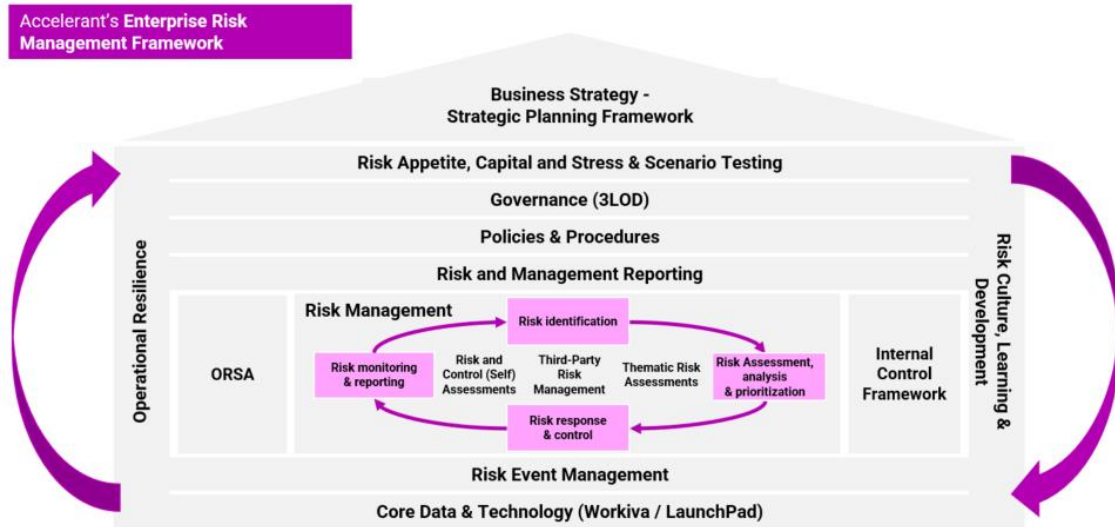 Accelerant's Enterprise Risk
Management Framework
Business Strategy -
Strategic Planning Framework
Risk Appetite, Capital and Stress & Scenario Testing
Governance (3LOD)
Policies & Procedures
Risk and Management Reporting
Operational Resilience
ORSA
Risk Management
Risk identification
Risk monitoring
& reporting
Risk and
Control (Self)
Assessments
Third-Party
Risk
Management
Thematic Risk
Assessments
Risk Assessment,
analysis
& prioritization
Risk response
& control
Internal
Control
Framework
Risk Culture, Learning &
Development
Risk Event Management
Core Data & Technology (Workiva / LaunchPad)